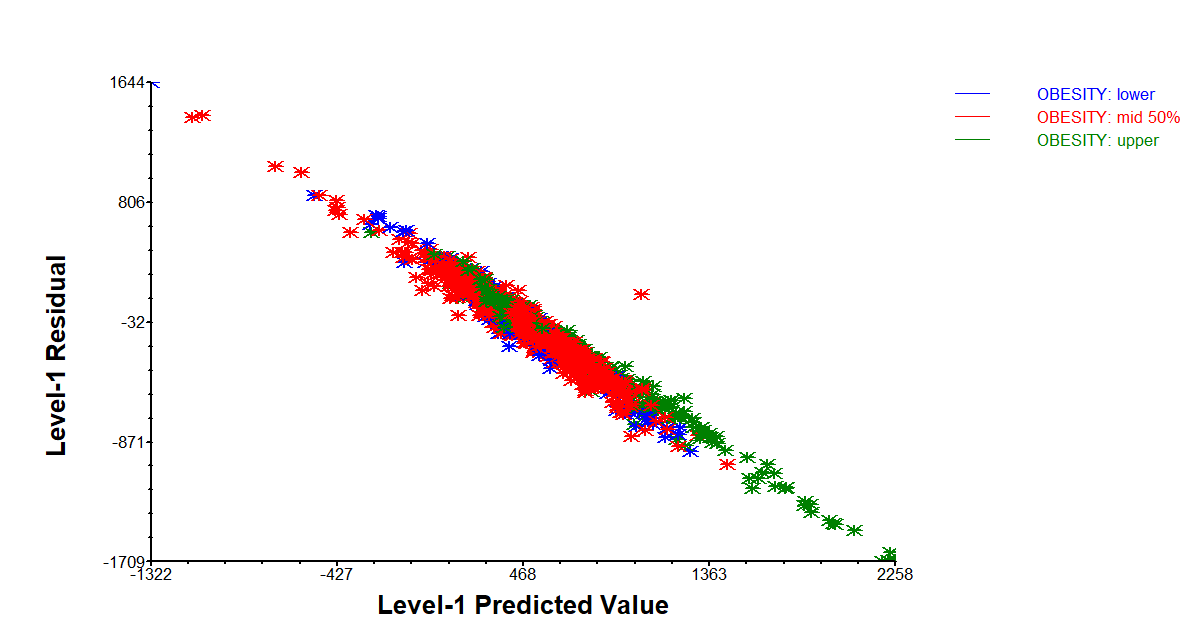 1644
806
-32
-871
-1709
-1322
-427
468
1363
2258
Level-1 Residual
Level-1 Predicted Value
OBESITY: lower
OBESITY: mid 50%
OBESITY: upper